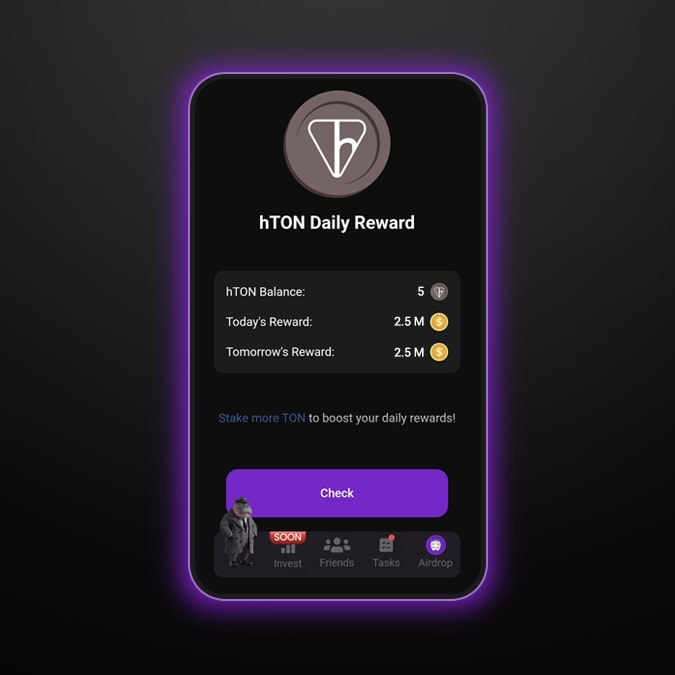 hTON Daily Reward
hTON Balance: 5
Today's Reward: 2.5 M
Tomorrow's Reward: 2.5 M
Stake more TON to boost your daily rewards!
Check
SOON
Invest Friends Tasks Airdrop